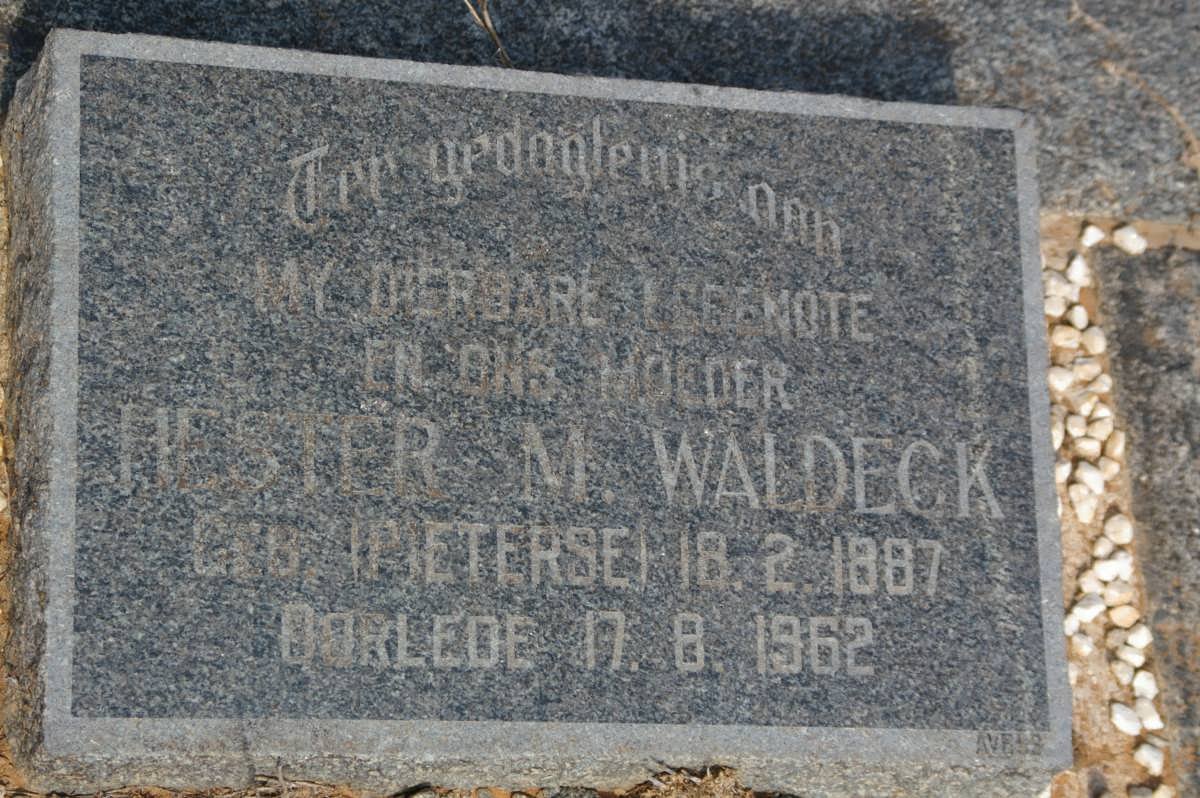 Ter gedagtenis aan
MY DIERBARE EGGENOTE
EN ONS MOEDER
HESTER M. WALDECK
GEB. (PIETERSE) 18. 2. 1887
OORLEDE 17. 8. 1962